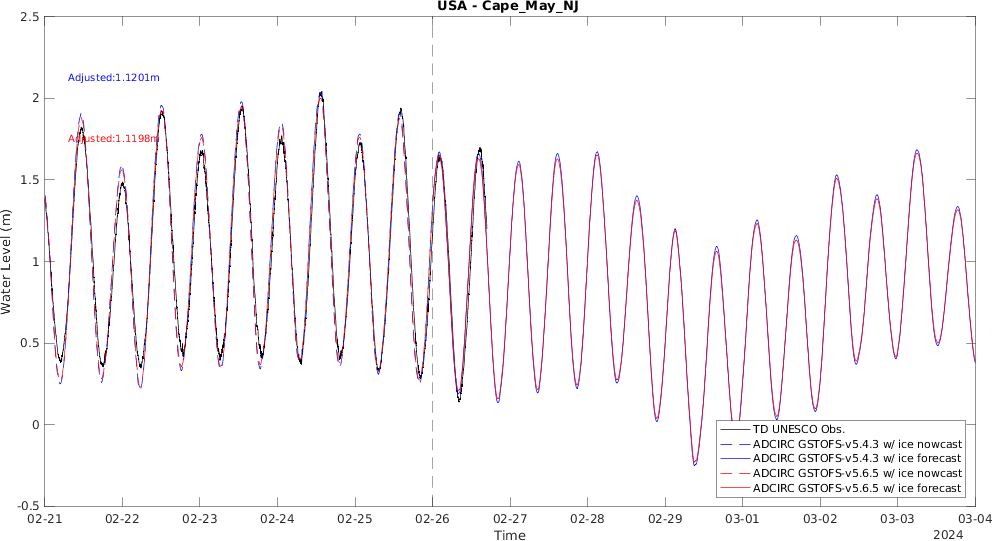 USA - Cape_May_NJ
2.5
2
1.5
1
0.5
0
-0.5
Water Level (m)
Adjusted:1.1201m
Adjusted:1.1198m
TD UNESCO Obs.
ADCIRC GSTOFS-v5.4.3 w/ ice nowcast
ADCIRC GSTOFS-v5.4.3 w/ ice forecast
ADCIRC GSTOFS-v5.6.5 w/ ice nowcast
ADCIRC GSTOFS-v5.6.5 w/ ice forecast
02-21 02-22 02-23 02-24 02-25 02-26 02-27 02-28 02-29 03-01 03-02 03-03 03-04
Time
2024